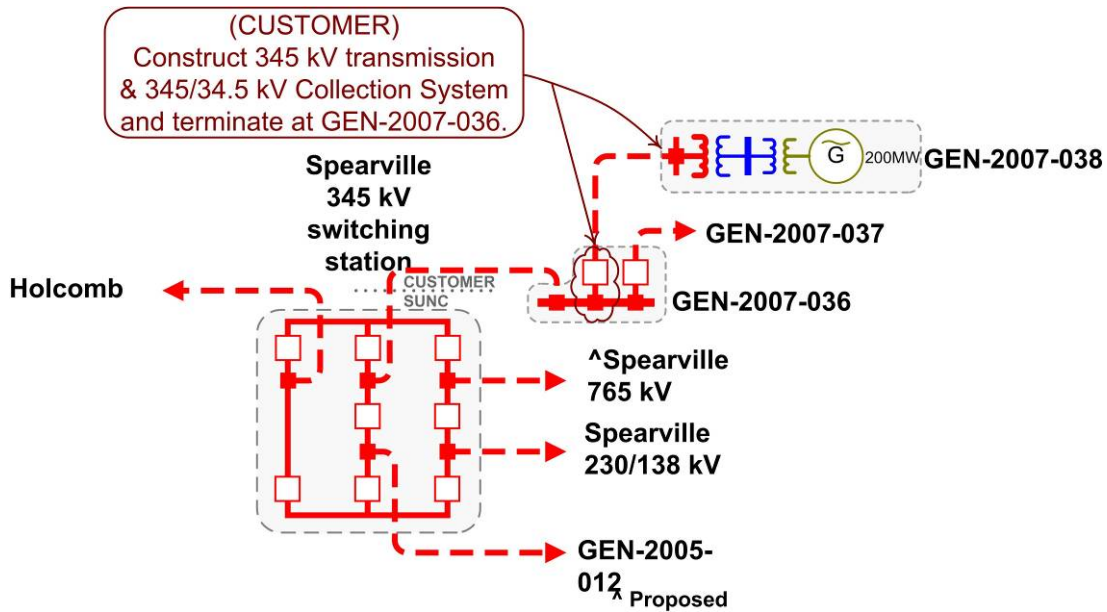 (CUSTOMER)
Construct 345 kV transmission
& 345/34.5 kV Collection System
and terminate at GEN-2007-036.
G
200MW
GEN-2007-038
Spearville
345 kV
switching
station
GEN-2007-037
CUSTOMER
SUNC
Holcomb
GEN-2007-036
^Spearville
765 kV
Spearville
230/138 kV
GEN-2005-
012
^ Proposed